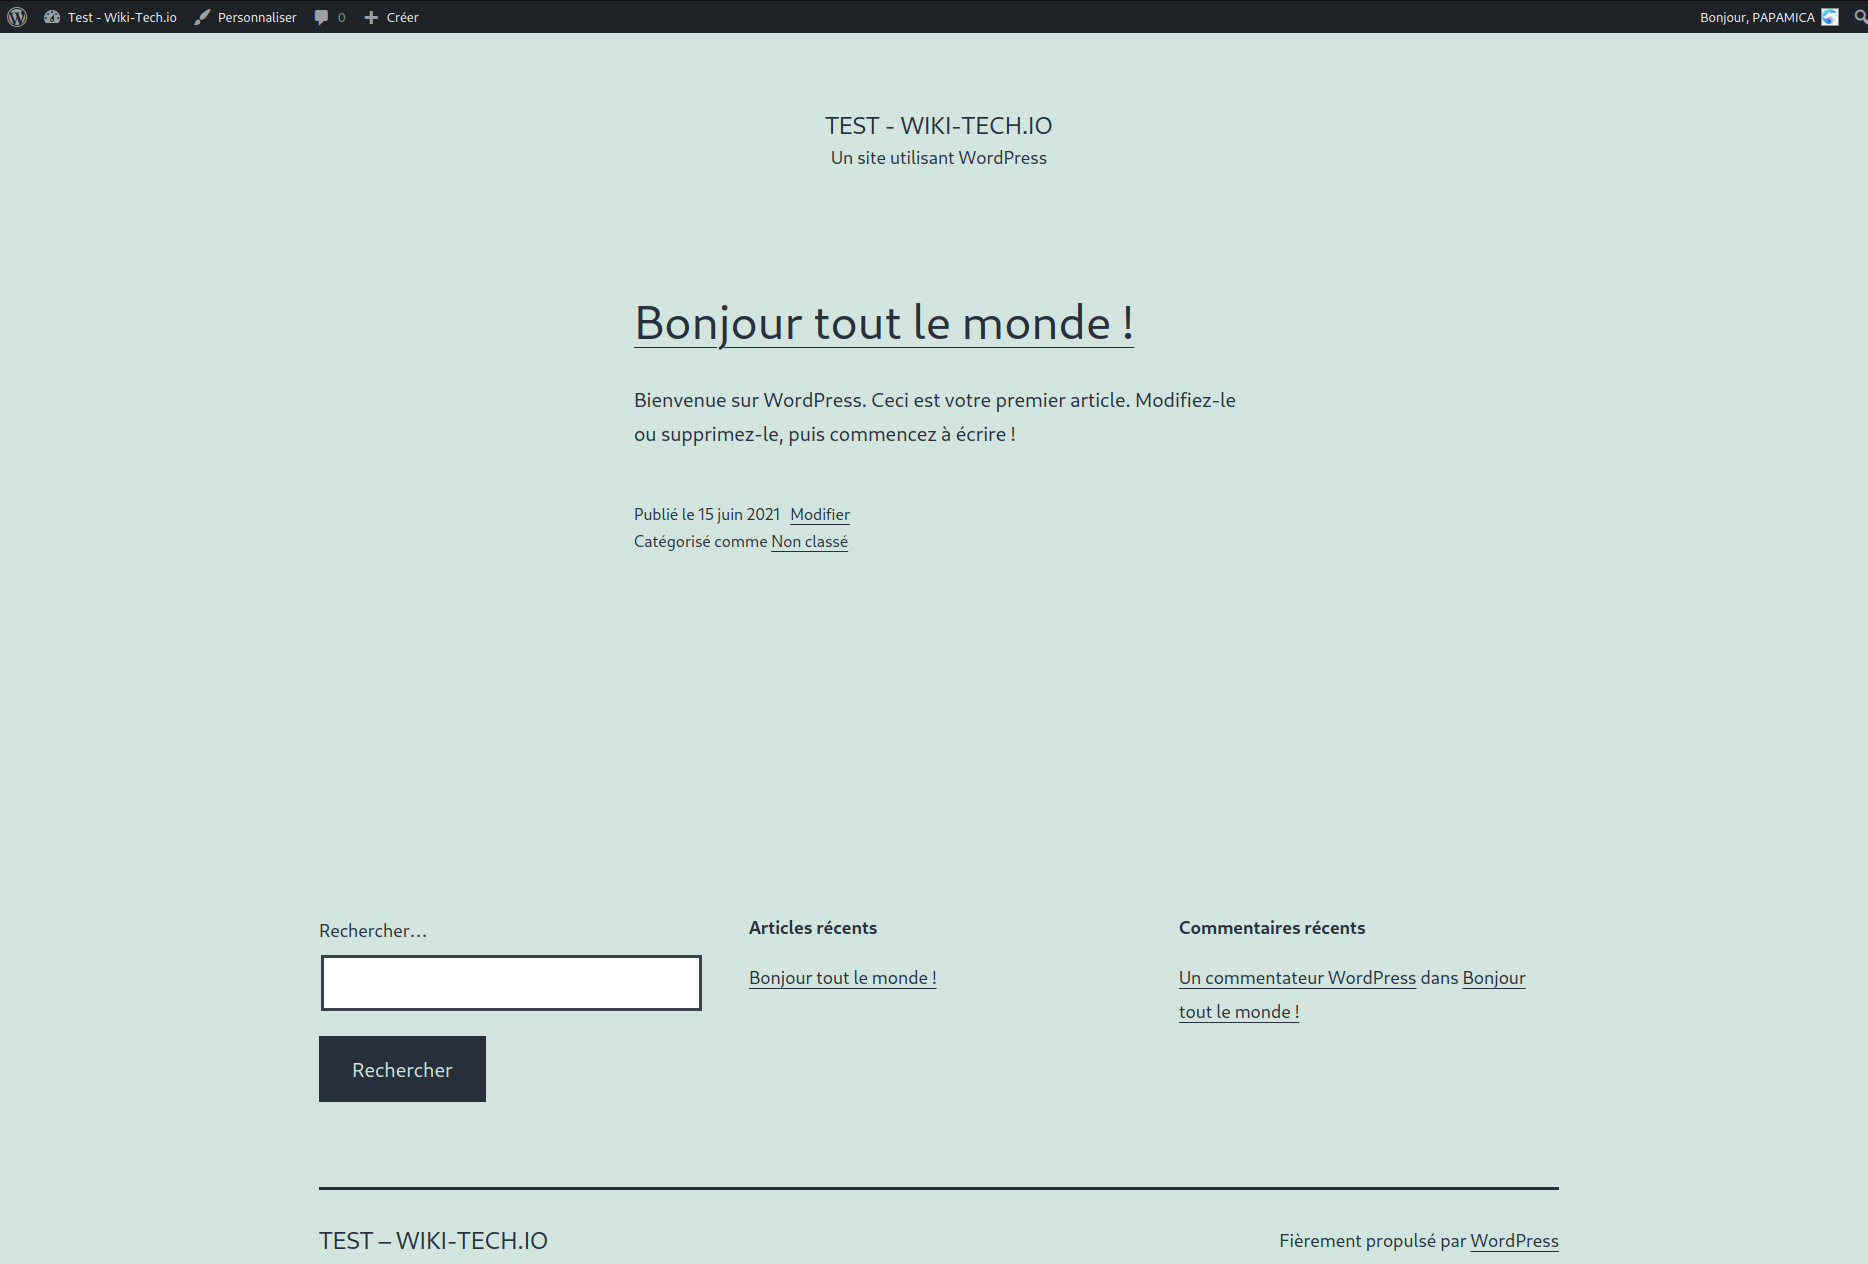 Test - Wiki-Tech.io Personnaliser 0 Créer Bonjour, PAPAMICA
TEST - WIKI-TECH.IO
Un site utilisant WordPress
Bonjour tout le monde !
Bienvenue sur WordPress. Ceci est votre premier article. Modifiez-le
ou supprimez-le, puis commencez à écrire !
Publié le 15 juin 2021 Modifier
Catégorisé comme Non classé
Rechercher…
Rechercher
Articles récents
Bonjour tout le monde !
Commentaires récents
Un commentateur WordPress dans Bonjour
tout le monde !
TEST – WIKI-TECH.IO
Fièrement propulsé par WordPress